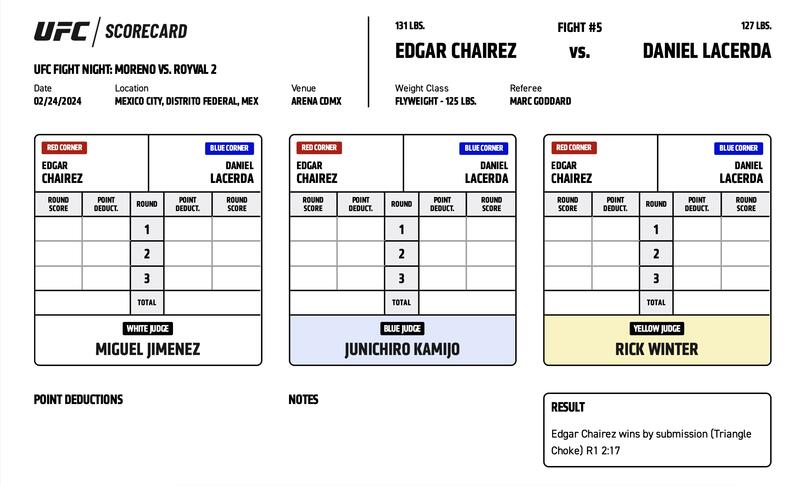 UFC / SCORECARD
UFC FIGHT NIGHT: MORENO VS. ROYVAL 2
Date Location Venue
02/24/2024 MEXICO CITY, DISTRITO FEDERAL, MEX ARENA CDMX
131 LBS. FIGHT #5 127 LBS.
EDGAR CHAIREZ VS. DANIEL LACERDA
Weight Class Referee
FLYWEIGHT - 125 LBS. MARC GODDARD
RED CORNER BLUE CORNER
EDGAR DANIEL
CHAIREZ LACERDA
ROUND POINT ROUND POINT ROUND
SCORE DEDUCT. DEDUCT. SCORE
1
2
3
TOTAL
WHITE JUDGE
MIGUEL JIMENEZ
RED CORNER BLUE CORNER
EDGAR DANIEL
CHAIREZ LACERDA
ROUND POINT ROUND POINT ROUND
SCORE DEDUCT. DEDUCT. SCORE
1
2
3
TOTAL
BLUE JUDGE
JUNICHIRO KAMIJO
RED CORNER BLUE CORNER
EDGAR DANIEL
CHAIREZ LACERDA
ROUND POINT ROUND POINT ROUND
SCORE DEDUCT. DEDUCT. SCORE
1
2
3
TOTAL
YELLOW JUDGE
RICK WINTER
POINT DEDUCTIONS
NOTES
RESULT
Edgar Chairez wins by submission (Triangle
Choke) R1 2:17